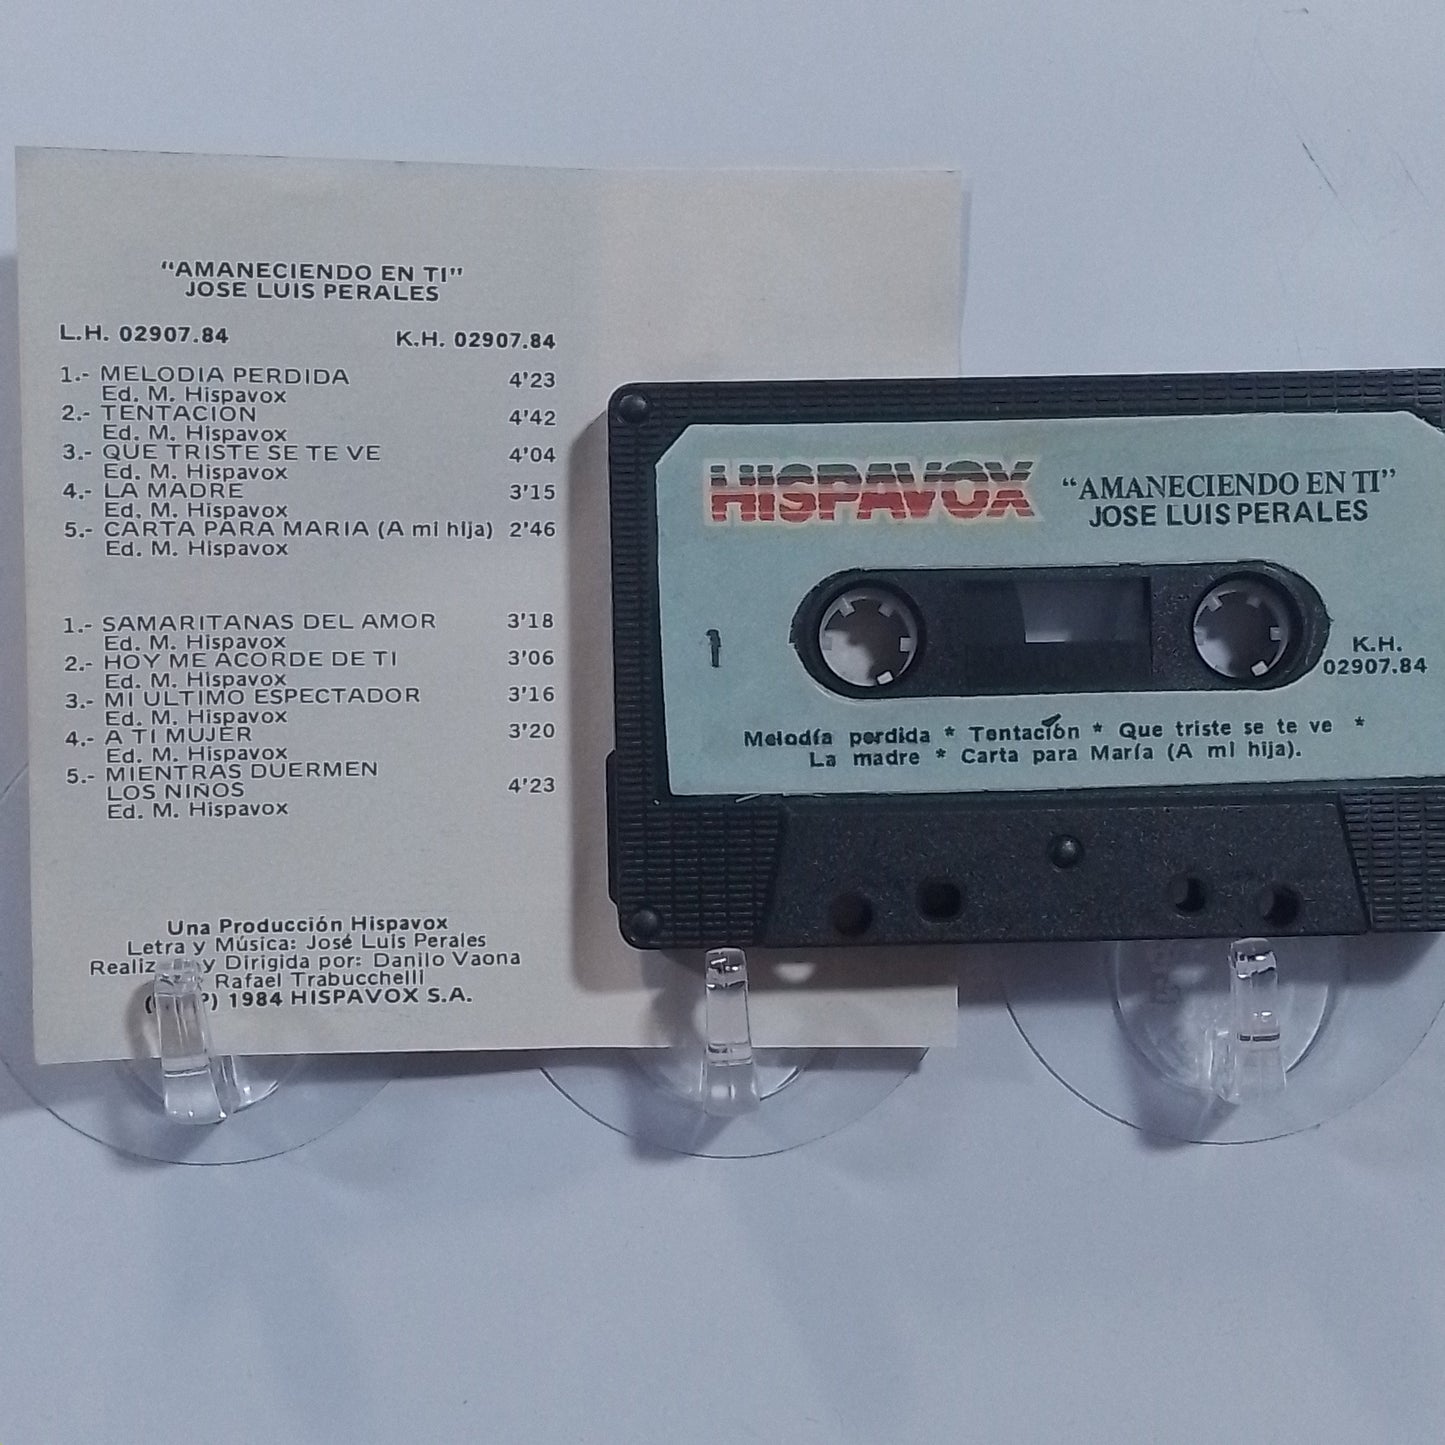 "AMANECIENDO EN TI"
JOSE LUIS PERALES
L.H. 02907.84 K.H. 02907.84
1.- MELODIA PERDIDA 4'23
Ed. M. Hispavox
2.- TENTACION 4'42
Ed. M. Hispavox
3.- QUE TRISTE SE TE VE 4'04
Ed. M. Hispavox
4.- LA MADRE 3'15
Ed. M. Hispavox
5.- CARTA PARA MARIA (A mi hija) 2'46
Ed. M. Hispavox
1.- SAMARITANAS DEL AMOR 3'18
Ed. M. Hispavox
2.- HOY ME ACORDE DE TI 3'06
Ed. M. Hispavox
3.- MI ULTIMO ESPECTADOR 3'16
Ed. M. Hispavox
4.- A TI MUJER 3'20
Ed. M. Hispavox
5.- MIENTRAS DUERMEN
LOS NIÑOS 4'23
Ed. M. Hispavox
Una Producción Hispavox
Letra y Música: José Luis Perales
y Dirigida por: Danilo Vaona
Rafael Trabucchelli
1984 HISPAVOX S.A.
HISPAVOX
"AMANECIENDO EN TI"
JOSE LUIS PERALES
1
K.H.
02907.84
Melodía perdida * Tentación * Que triste se te ve *
La madre * Carta para María (A mi hija).